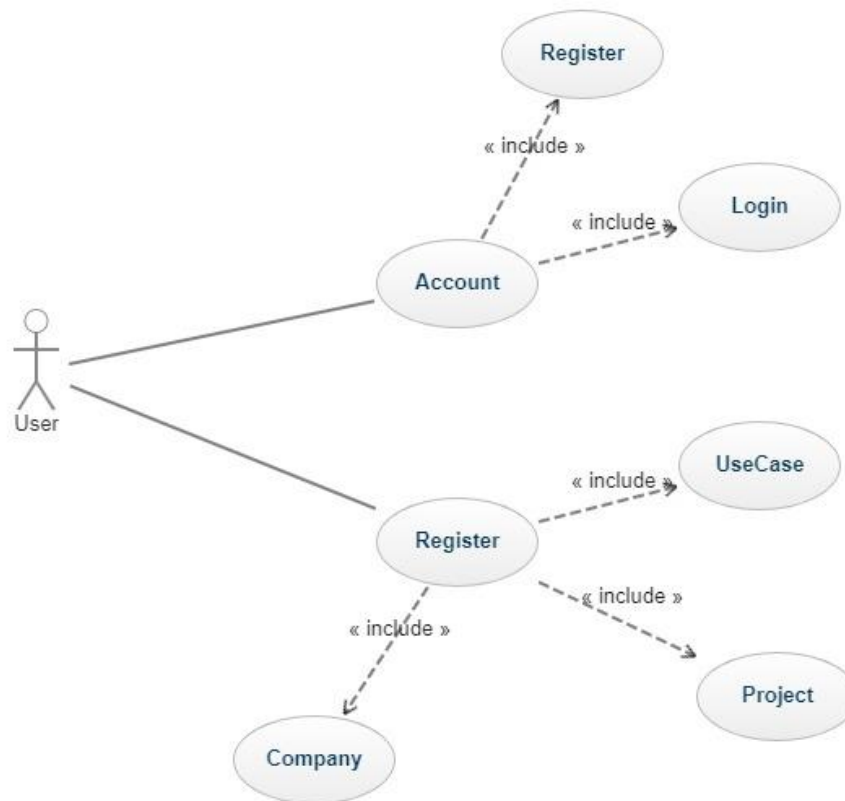 Register
« include »
Login
« include »
Account
User
UseCase
« include »
Register
« include »
« include »
Project
Company